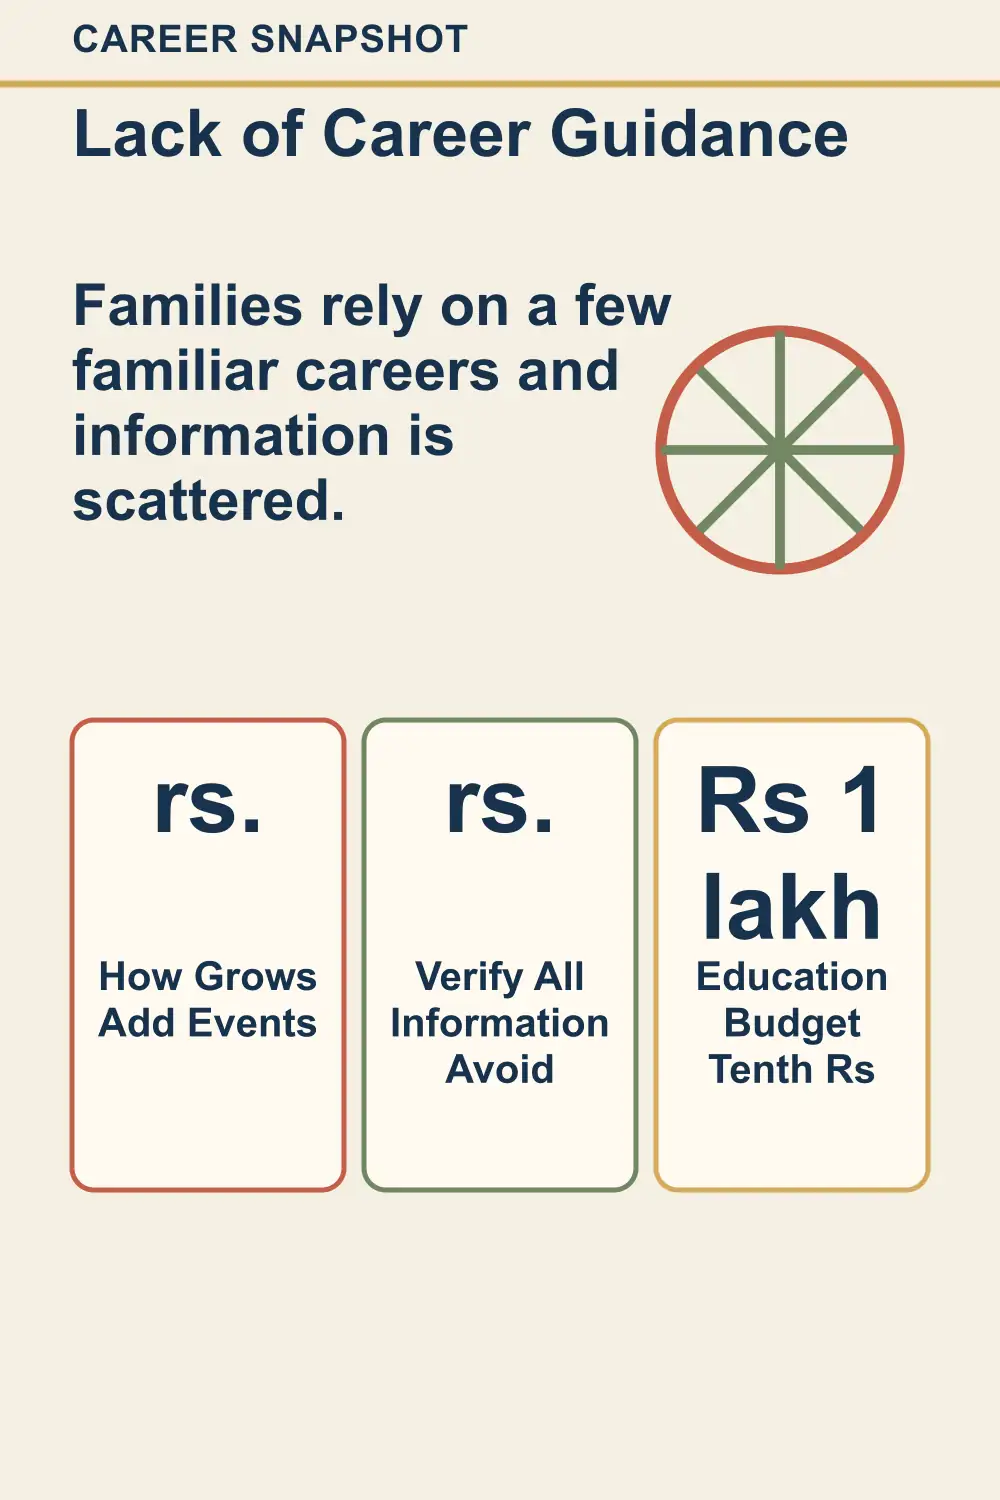 CAREER SNAPSHOT
Lack of Career Guidance
Families rely on a few
familiar careers and
information is
scattered.
rs.
How Grows
Add Events
rs.
Verify All
Information
Avoid
Rs 1
lakh
Education
Budget
Tenth Rs